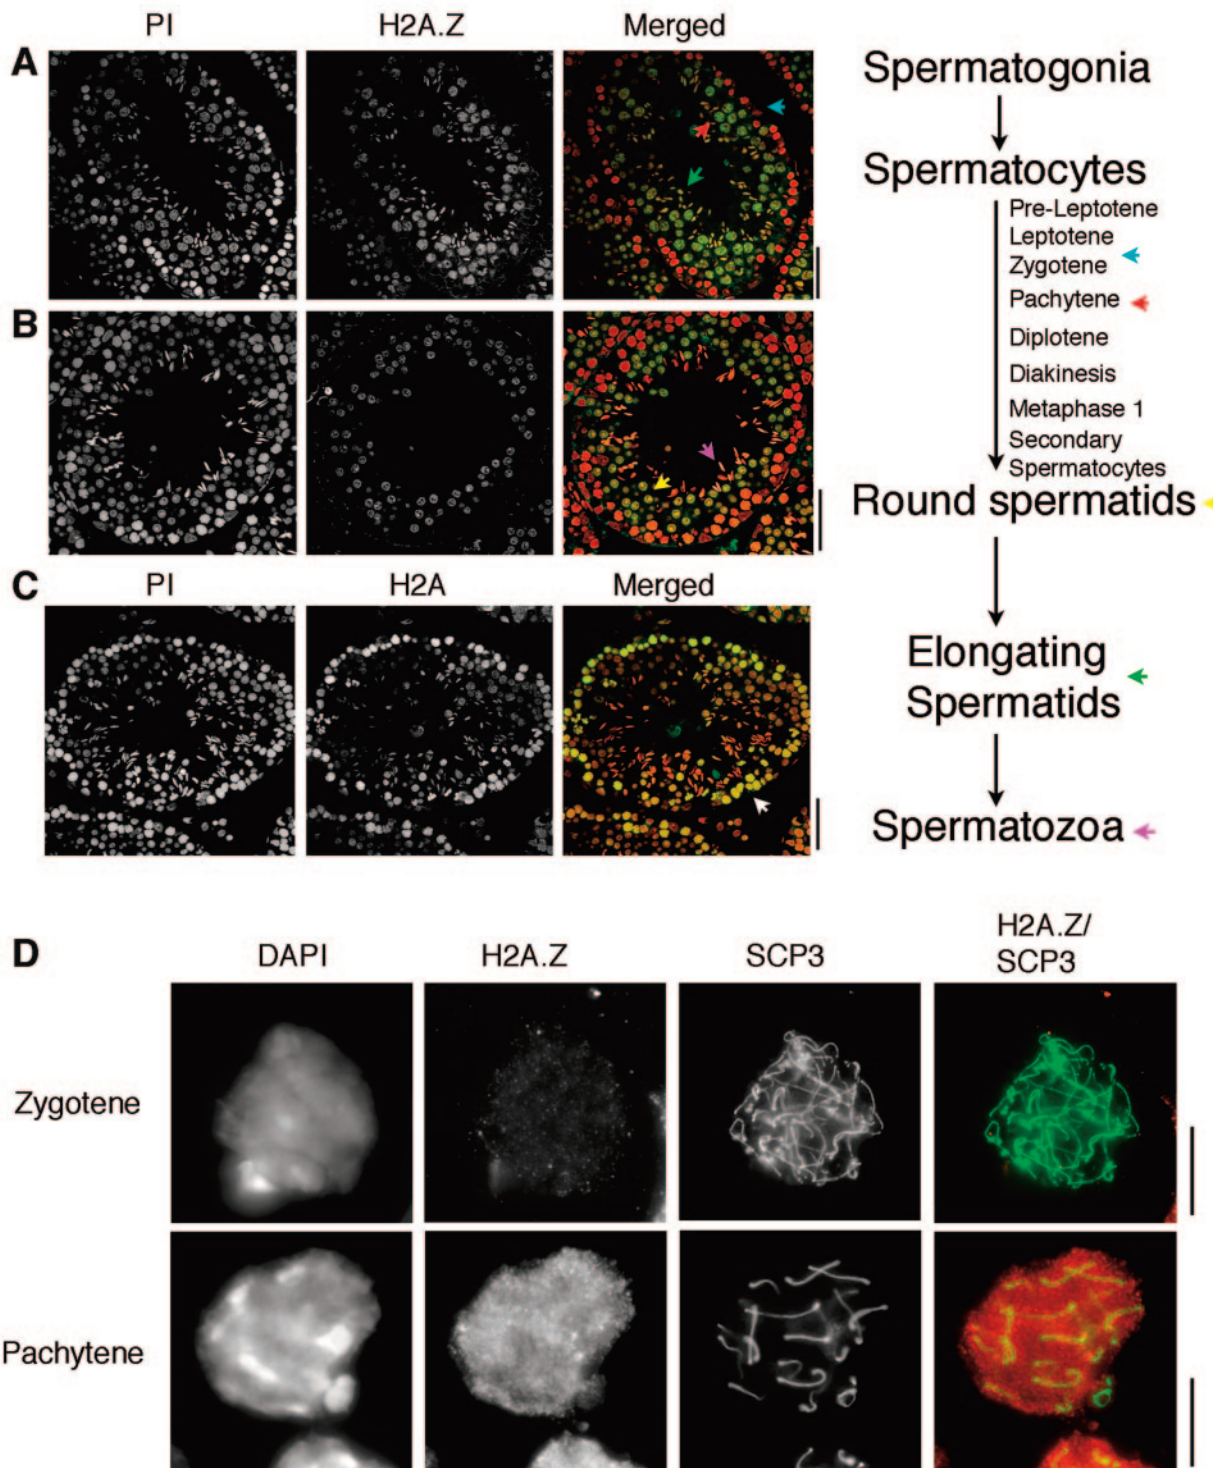 PI H2A.Z Merged
A
B
PI H2A Merged
C
Spermatogonia
Spermatocytes
Pre-Leptotene
Leptotene
Zygotene
Pachytene
Diplotene
Diakinesis
Metaphase 1
Secondary
Spermatocytes
Round spermatids
Elongating
Spermatids
Spermatozoa
D
DAPI H2A.Z SCP3 H2A.Z/
SCP3
Zygotene
Pachytene